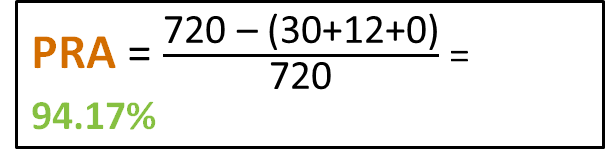 PRA = 720 – (30+12+0) / 720 =
94.17%